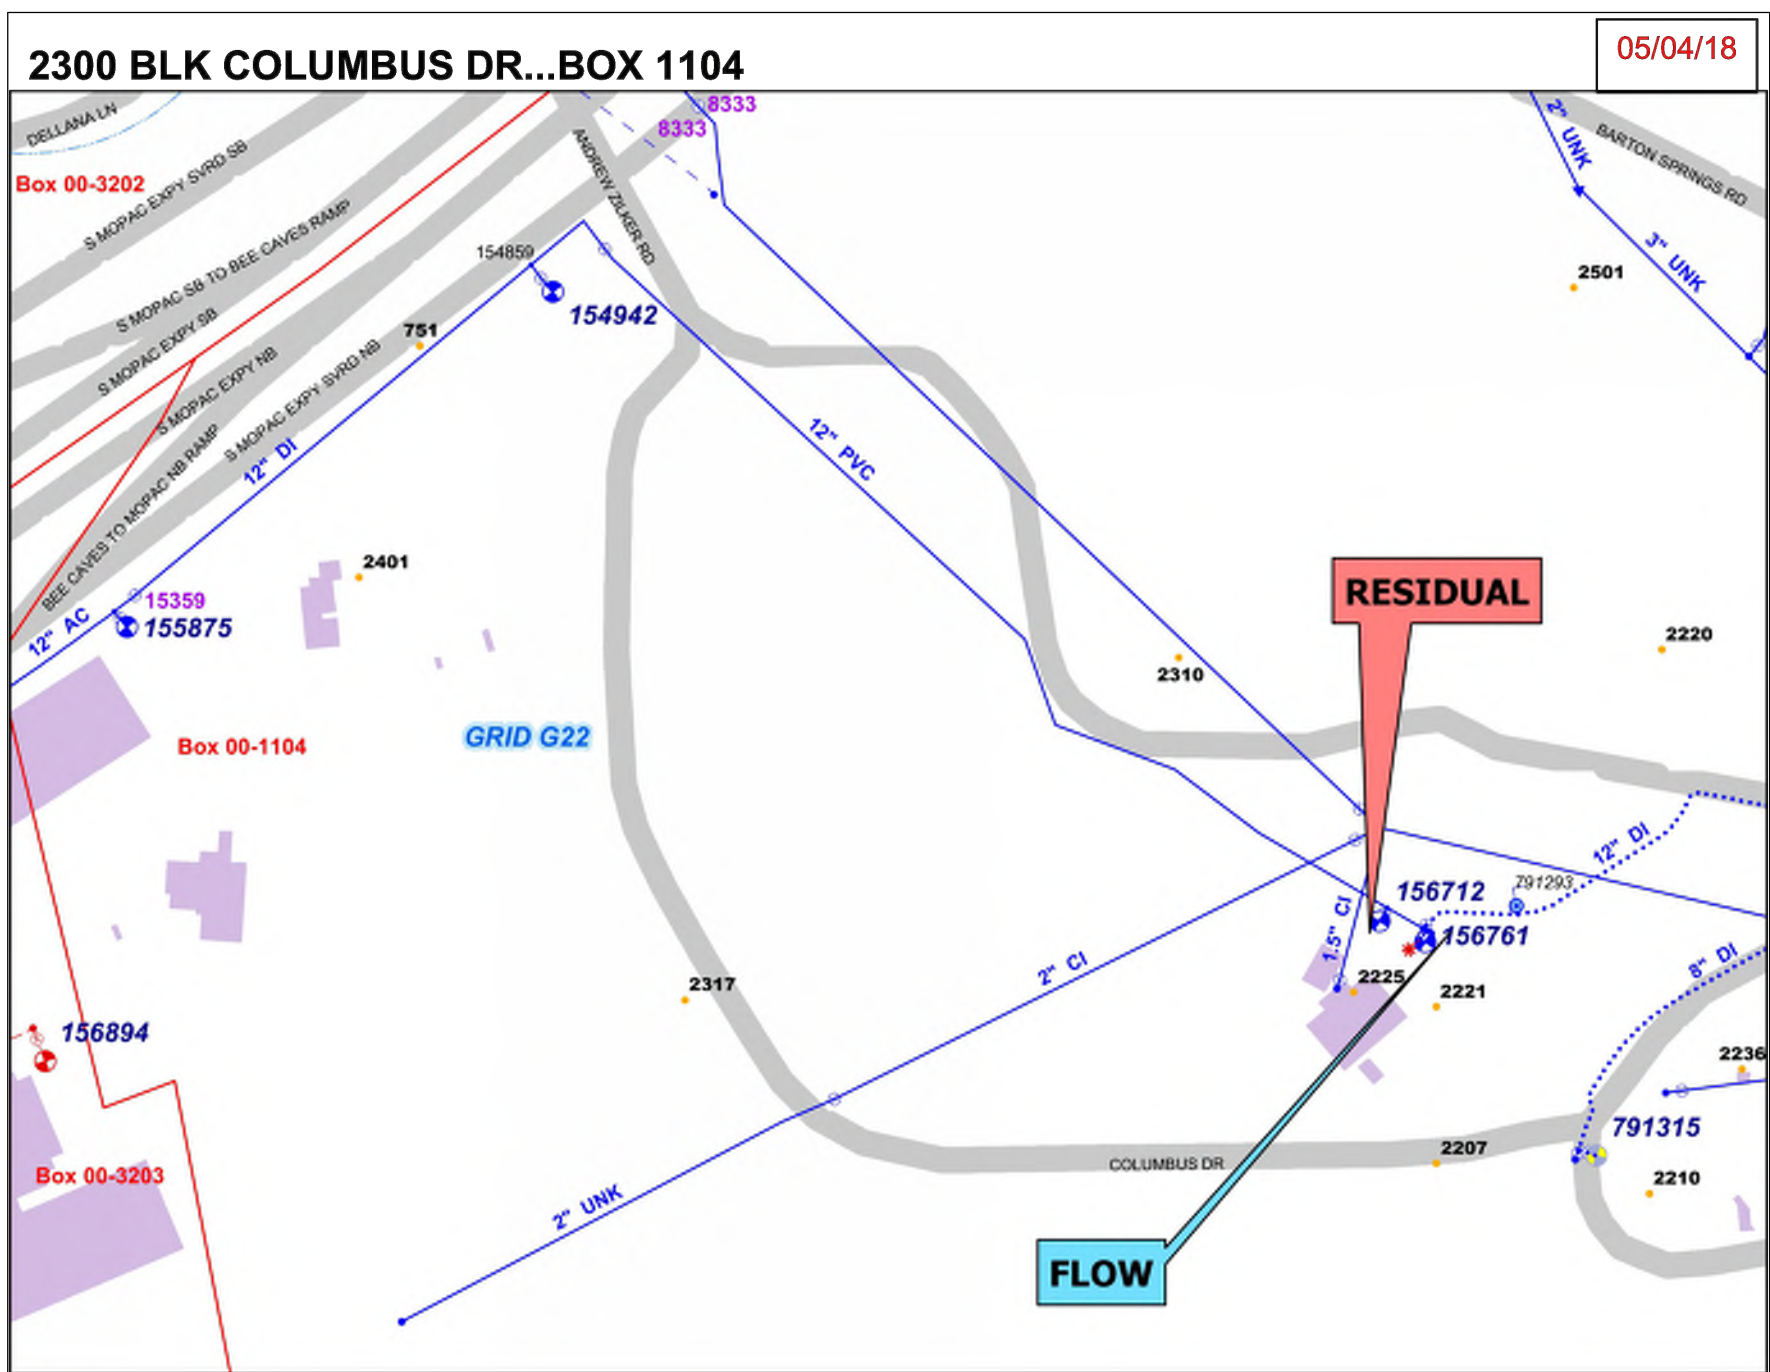 2300 BLK COLUMBUS DR...BOX 1104
05/04/18
DELLANA LN
8333
8333
2" UNK
BARTON SPRINGS RD
Box 00-3202
S MOPAC EXPY SVRD SB
ANDREW ZILKER RD
S MOPAC SB TO BEE CAVES RAMP
154859
3" UNK
2501
154942
S MOPAC EXPY SB
751
S MOPAC EXPY NB
S MOPAC EXPY SVRD NB
12" DI
12" PVC
BEE CAVES TO MOPAC NB RAMP
2401
RESIDUAL
15359
155875
12" AC
2220
2310
GRID G22
Box 00-1104
12" DI
791293
156712
1.5" CI
156761
2" CI
8" DI
2225
2317
2221
156894
2236
791315
2207
COLUMBUS DR
Box 00-3203
2210
2" UNK
FLOW